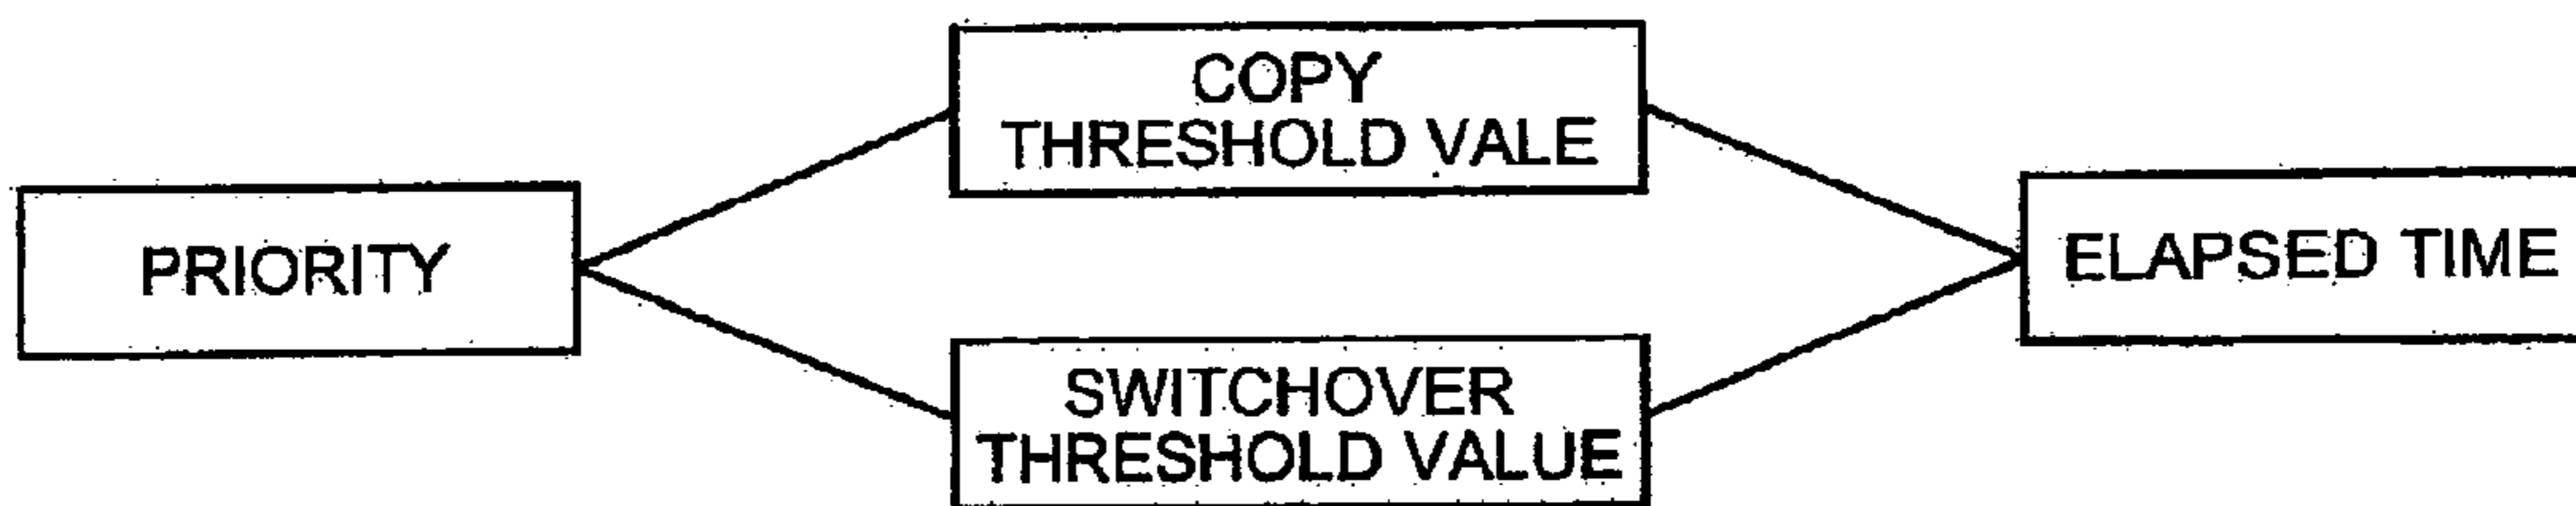 COPY
THRESHOLD VALE
PRIORITY
ELAPSED TIME
SWITCHOVER
THRESHOLD VALUE